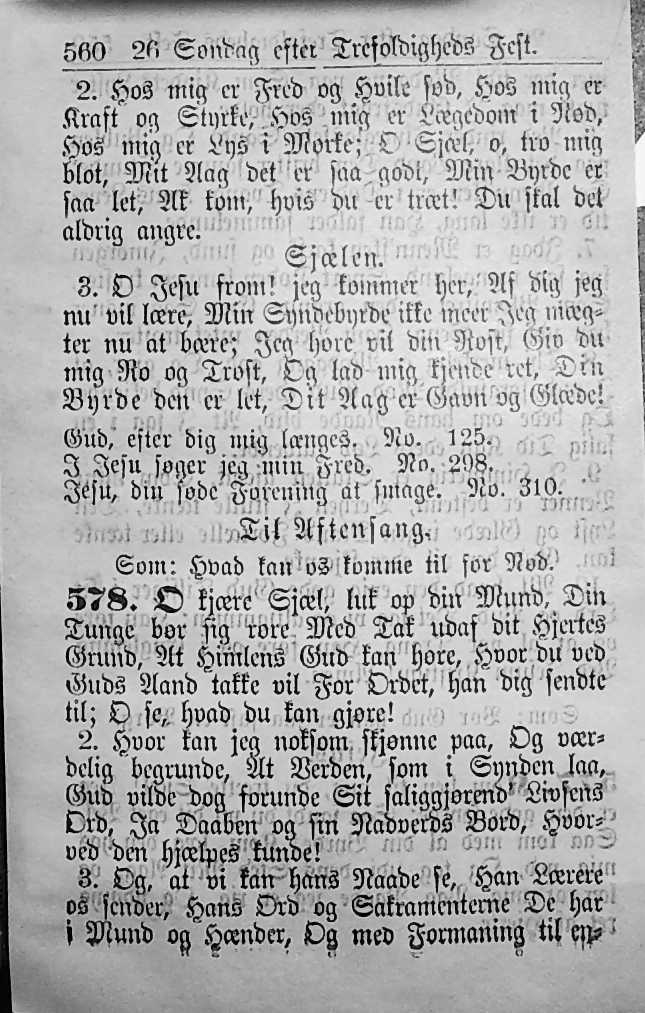 560 26 Søndag efter Trefoldigheds Fest.
2. Hos mig er Fred og Hvile sød, Hos mig er
Kraft og Styrke, Hos mig er Lægedom i Nød,
Hos mig er Lys i Mørke; O Sjæl, o, tro mig
blot, Mit Aag det er saa godt, Min Byrde er
saa let, Ak kom, hvis du er træt! Du skal det
aldrig angre.
Sjælen.
3. O Jesu from! jeg kommer her, Af dig jeg
nu vil lære, Min Syndebyrde ikke meer Jeg mæg-
ter nu at bære; Jeg høre vil din Røst, Giv du
mig Ro og Trøst, Og lad mig kjende ret, Din
Byrde den er let, Dit Aag er Gavn og Glæde!
Gud, efter dig mig længes. No. 125.
I Jesu søger jeg min Fred. No. 298.
Jesu, din søde Forening at smage. No. 310.
Til Aftensang.
Som: Hvad kan os komme til for Nød.
578. O kjære Sjæl, luk op din Mund, Din
Tunge bør sig røre Med Tak udaf dit Hjertes
Grund, At Himlens Gud kan høre, Hvor du ved
Guds Aand takke vil For Ordet, han dig sendte
til; O se, hvad du kan gjøre!
2. Hvor kan jeg noksom skjønne paa, Og vær-
delig begrunde, At Verden, som i Synden laa,
Gud vilde dog forunde Sit saliggjørend' Livsens
Ord, Ja Daaben og sin Nadverds Bord, Hvor-
ved den hjælpes kunde!
3. Og, at vi kan hans Naade se, Han Lærere
os sender, Hans Ord og Sakramenterne De har
i Mund og Hænder, Og med Formaning til en-